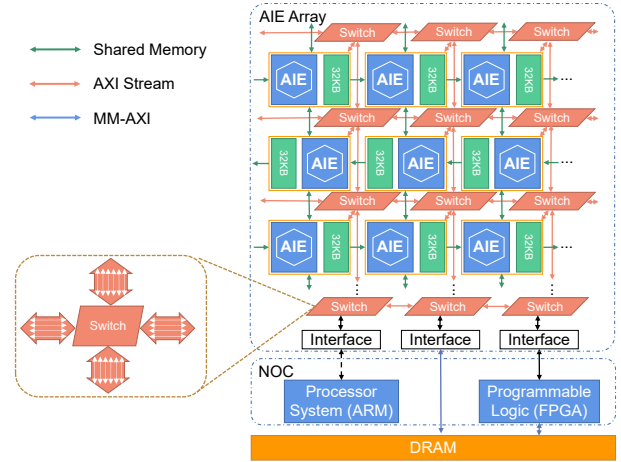 AIE Array
Shared Memory
AXI Stream
MM-AXI
Switch Switch Switch
AIE 32KB AIE 32KB AIE 32KB ...
Switch Switch Switch
32KB AIE 32KB AIE 32KB AIE ...
Switch Switch Switch
AIE 32KB AIE 32KB AIE 32KB ...
Switch Switch Switch
Switch
Interface Interface Interface
NOC
Processor
System (ARM)
Programmable
Logic (FPGA)
DRAM